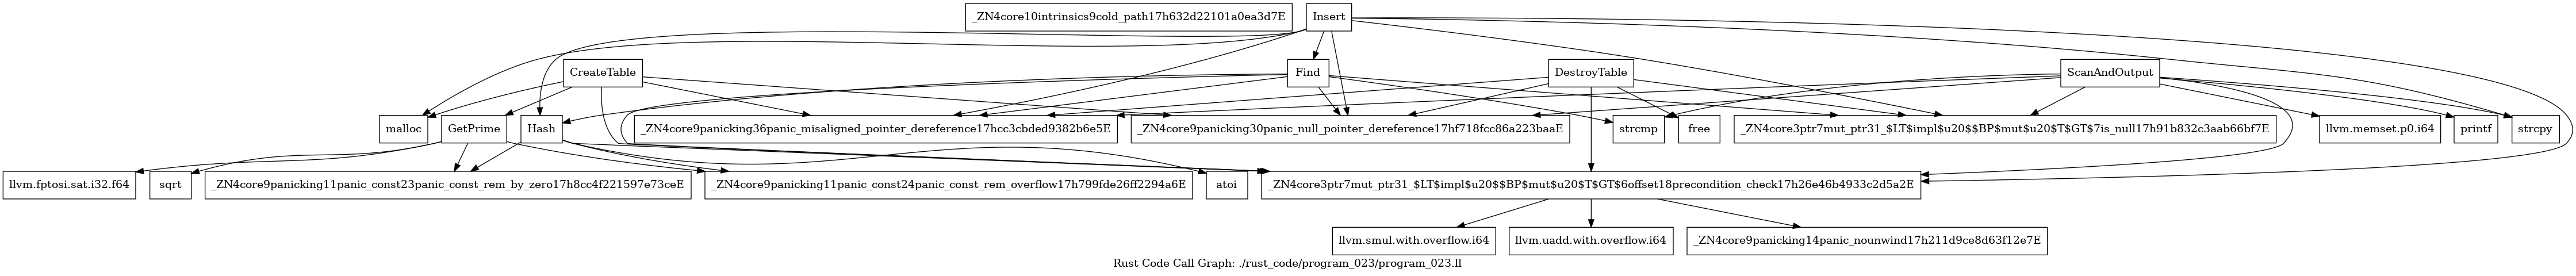 _ZN4core10intrinsics9cold_path17h632d22101a0ea3d7E
Insert
CreateTable
Find
DestroyTable
ScanAndOutput
malloc
GetPrime
Hash
_ZN4core9panicking36panic_misaligned_pointer_dereference17hcc3cbded9382b6e5E
_ZN4core9panicking30panic_null_pointer_dereference17hf718fcc86a223baaE
strcmp
free
_ZN4core3ptr7mut_ptr31_$LT$impl$u20$$BP$mut$u20$T$GT$7is_null17h91b832c3aab66bf7E
llvm.memset.p0.i64
printf
strcpy
llvm.fptosi.sat.i32.f64
sqrt
_ZN4core9panicking11panic_const23panic_const_rem_by_zero17h8cc4f221597e73ceE
_ZN4core9panicking11panic_const24panic_const_rem_overflow17h799fde26ff2294a6E
atoi
_ZN4core3ptr7mut_ptr31_$LT$impl$u20$$BP$mut$u20$T$GT$6offset18precondition_check17h26e46b4933c2d5a2E
llvm.smul.with.overflow.i64
llvm.uadd.with.overflow.i64
_ZN4core9panicking14panic_nounwind17h211d9ce8d63f12e7E
Rust Code Call Graph: ./rust_code/program_023/program_023.ll